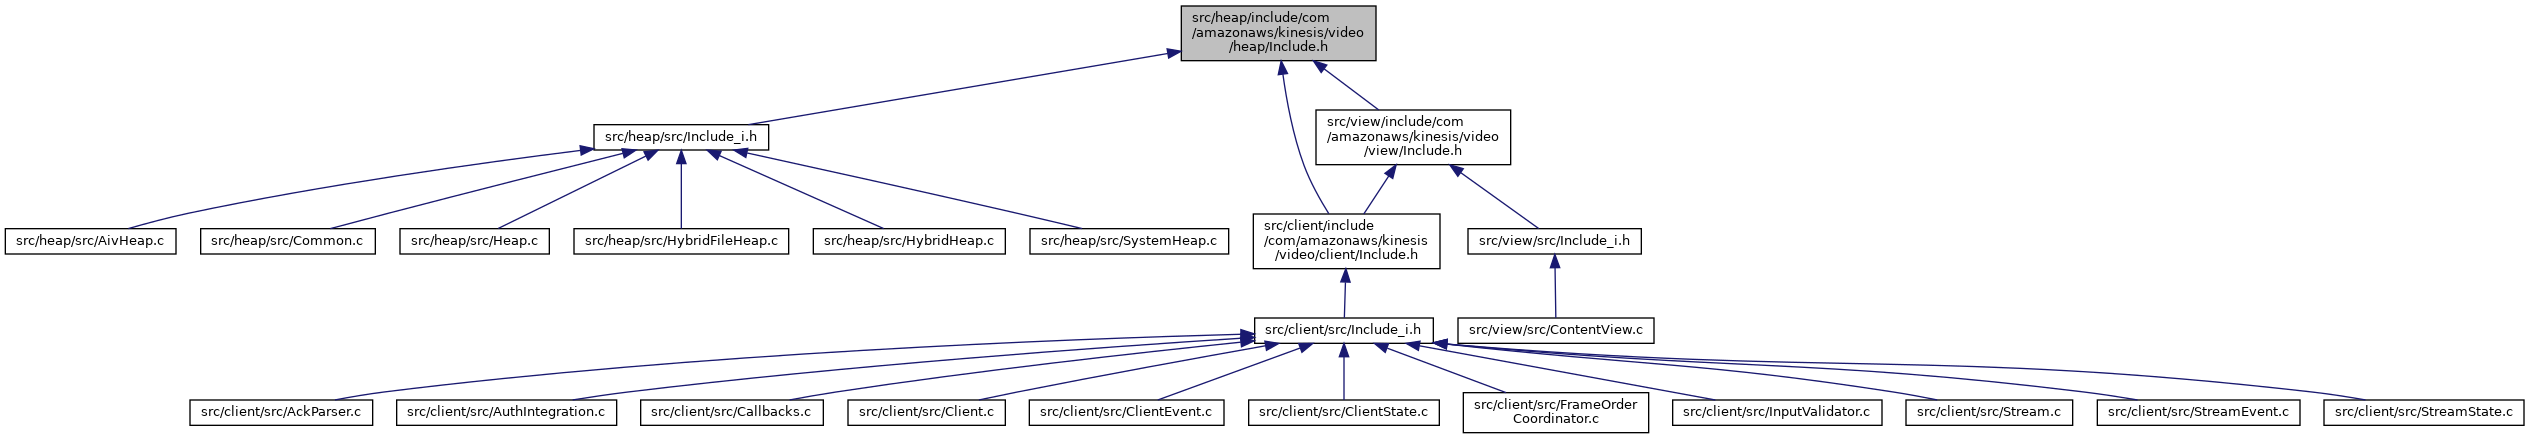 src/heap/include/com
/amazonaws/kinesis/video
/heap/Include.h
src/view/include/com
/amazonaws/kinesis/video
/view/Include.h
src/heap/src/Include_i.h
src/client/include
/com/amazonaws/kinesis
/video/client/Include.h
src/heap/src/AivHeap.c
src/heap/src/Common.c
src/heap/src/Heap.c
src/heap/src/HybridFileHeap.c
src/heap/src/HybridHeap.c
src/heap/src/SystemHeap.c
src/view/src/Include_i.h
src/client/src/Include_i.h
src/view/src/ContentView.c
src/client/src/AckParser.c
src/client/src/AuthIntegration.c
src/client/src/Callbacks.c
src/client/src/Client.c
src/client/src/ClientEvent.c
src/client/src/ClientState.c
src/client/src/FrameOrder
Coordinator.c
src/client/src/InputValidator.c
src/client/src/Stream.c
src/client/src/StreamEvent.c
src/client/src/StreamState.c